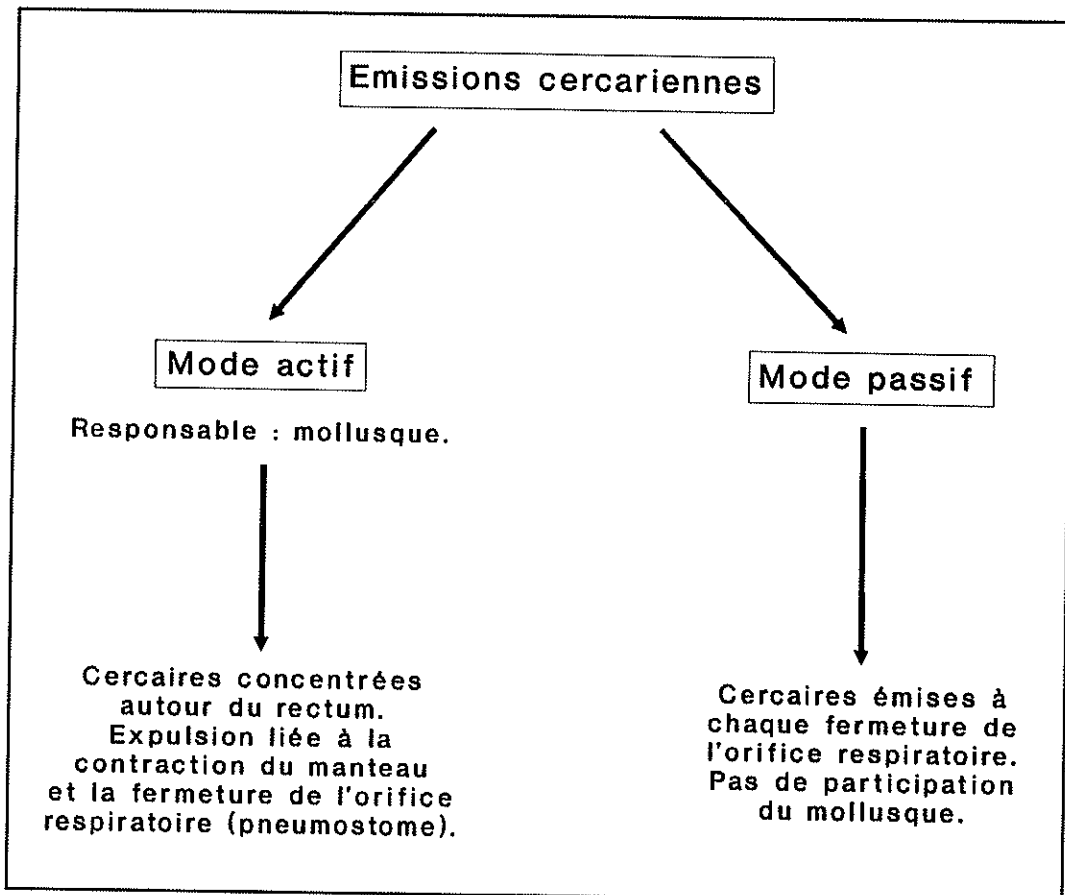 Emissions cercariennes
Mode actif
Responsable : mollusque.
Cercaires concentrées
autour du rectum.
Expulsion liée à la
contraction du manteau
et la fermeture de l'orifice
respiratoire (pneumostome).
Mode passif
Cercaires émises à
chaque fermeture de
l'orifice respiratoire.
Pas de participation
du mollusque.